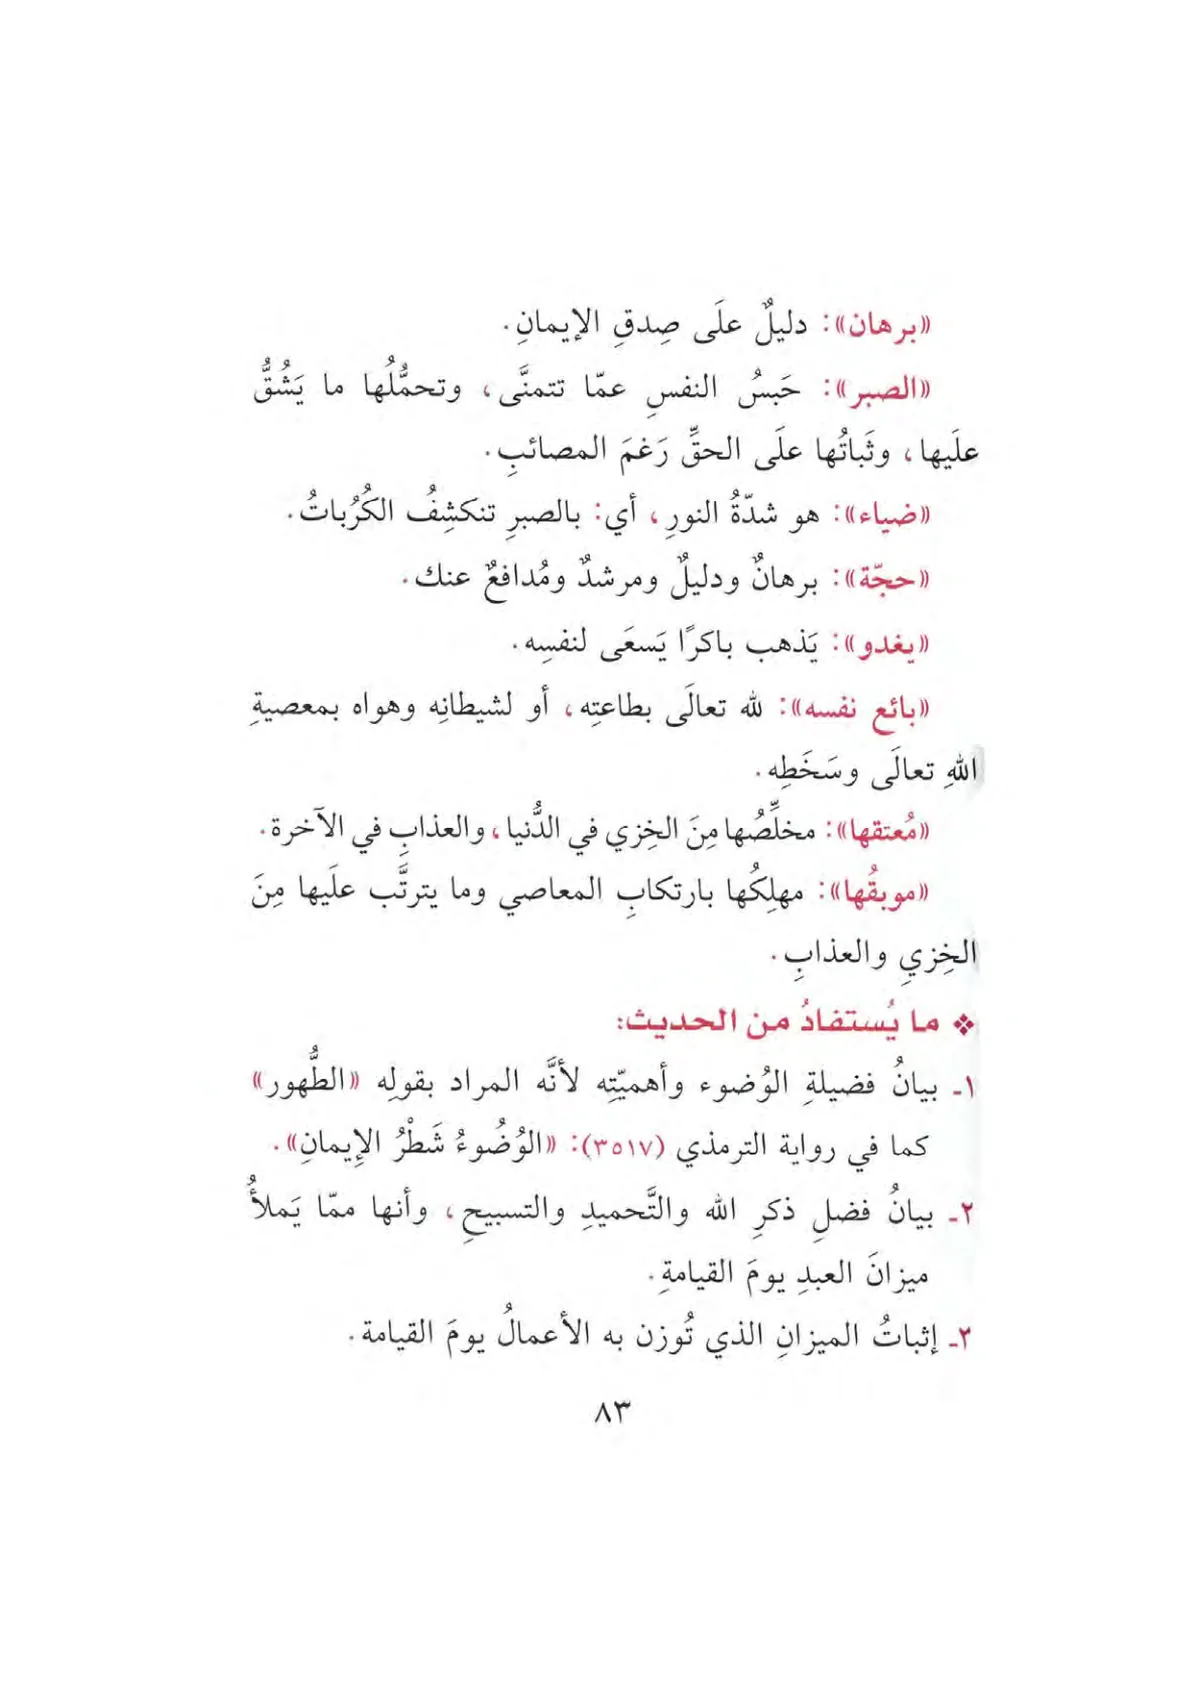 «برهان»: دليلٌ علَى صِدقِ الإيمانِ.
«الصبر»: حَبسُ النفسِ عمّا تتمنَّى، وتحمُّلُها ما يَشُقُّ
علَيها، وثَباتُها علَى الحقِّ رَغمَ المصائبِ.
«ضياء»: هو شدّةُ النورِ، أي: بالصبرِ تنكشِفُ الكُرُباتُ.
«حجّة»: برهانٌ ودليلٌ ومرشدٌ ومُدافعٌ عنك.
«يغدو»: يَذهب باكرًا يَسعَى لنفسِه.
«بائع نفسه»: لله تعالَى بطاعتِه، أو لشيطانِه وهواه بمعصيةِ
اللهِ تعالَى وسَخَطِه.
«مُعتقها»: مخلِّصُها مِنَ الخِزي في الدُّنيا، والعذابِ في الآخرة.
«موبقُها»: مهلِكُها بارتكابِ المعاصي وما يترتَّب علَيها مِنَ
الخِزيِ والعذابِ.
❖ ما يُستفادُ من الحديث:
١ـ بيانُ فضيلةِ الوُضوء وأهميّتِه لأنَّه المراد بقولِه «الطُّهور»
كما في رواية الترمذي (٣٥١٧): «الوُضُوءُ شَطْرُ الإِيمانِ».
٢ـ بيانُ فضلِ ذكرِ الله والتَّحميدِ والتسبيحِ، وأنها ممّا يَملأُ
ميزانَ العبدِ يومَ القيامةِ.
٣ـ إثباتُ الميزانِ الذي تُوزن به الأعمالُ يومَ القيامة.
٨٣